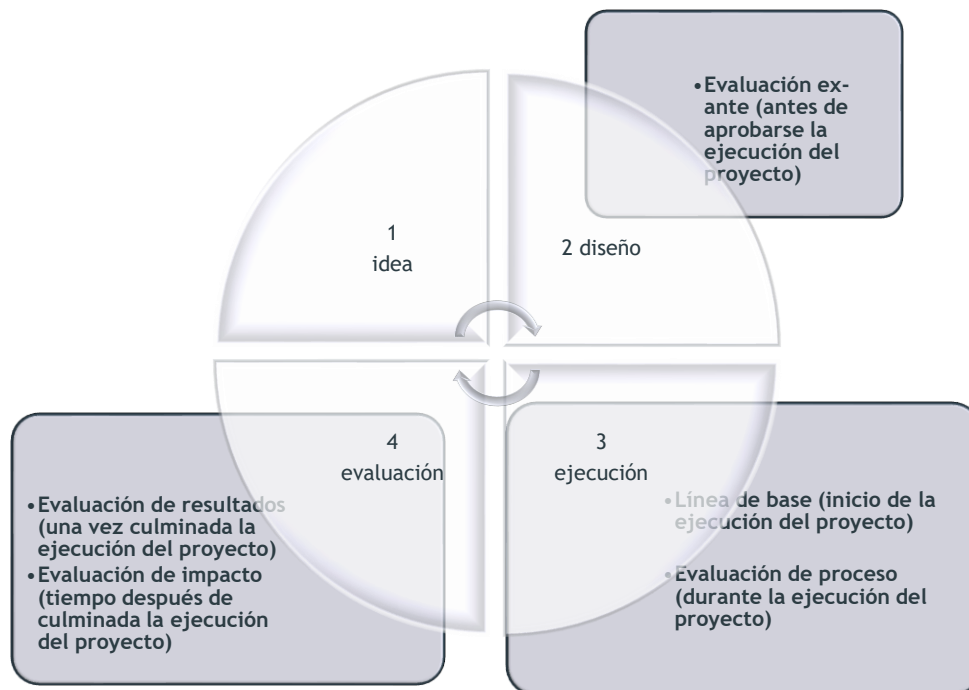 •Evaluación ex-
ante (antes de
aprobarse la
ejecución del
proyecto)
1
idea
2 diseño
4
evaluación
3
ejecución
•Evaluación de resultados
(una vez culminada la
ejecución del proyecto)
•Evaluación de impacto
(tiempo después de
culminada la ejecución
del proyecto)
•Línea de base (inicio de la
ejecución del proyecto)
•Evaluación de proceso
(durante la ejecución del
proyecto)